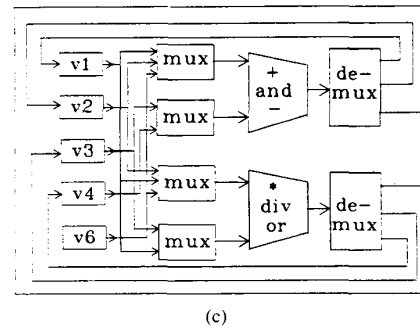 v1
v2
v3
v4
v6
mux
mux
mux
mux
+
and
-
*
div
or
de-
mux
de-
mux
(c)